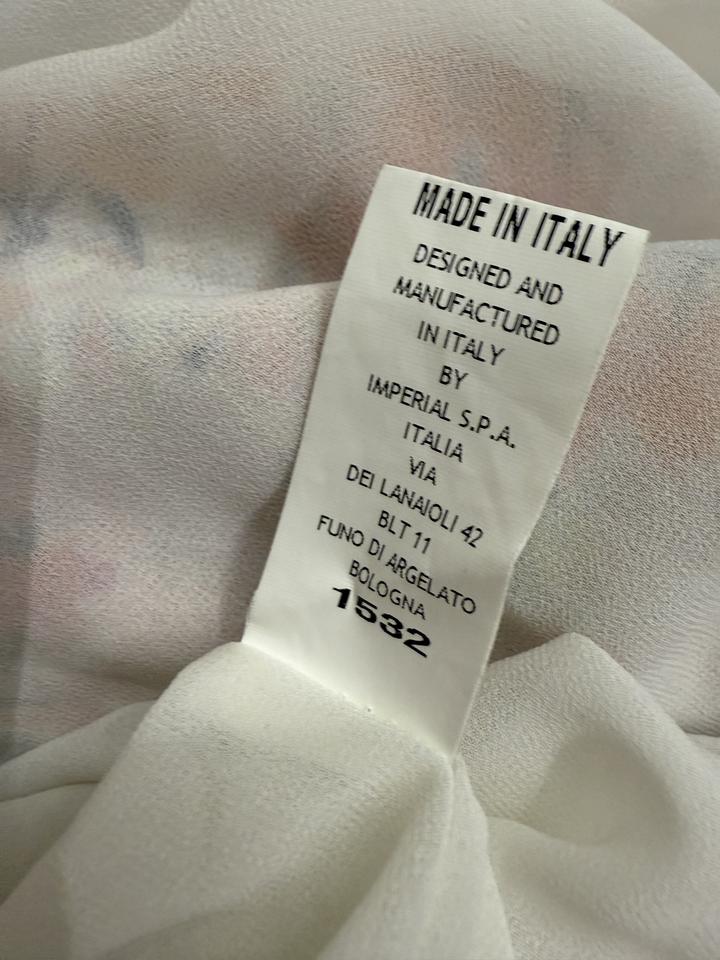 MADE IN ITALY
DESIGNED AND
MANUFACTURED
IN ITALY
BY
IMPERIAL S.P.A.
ITALIA
VIA
DEI LANAIOLI 42
BLT 11
FUNO DI ARGELATO
BOLOGNA
1532